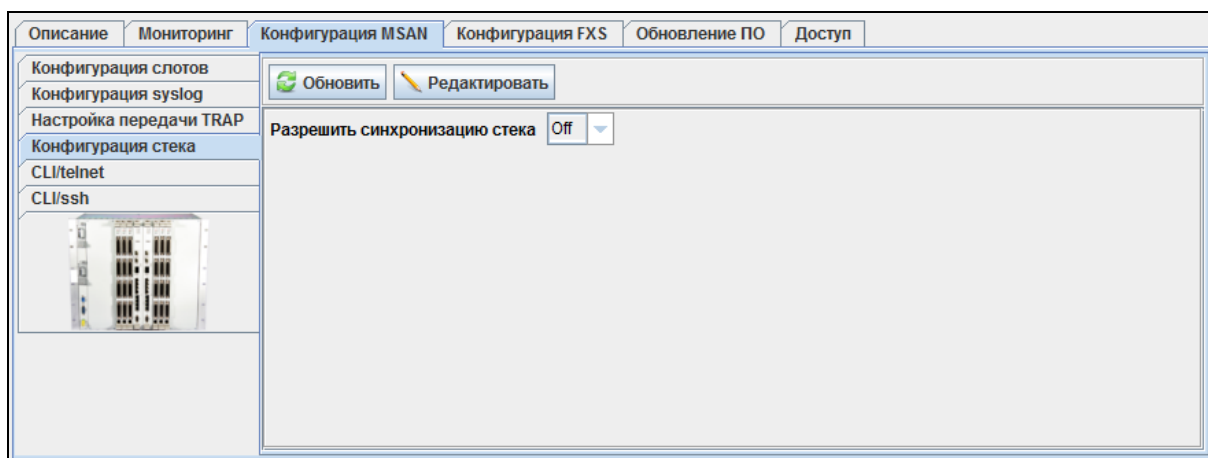 Описание Мониторинг Конфигурация MSAN Конфигурация FXS Обновление ПО Доступ
Конфигурация слотов
Конфигурация syslog
Настройка передачи TRAP
Конфигурация стека
CLI/telnet
CLI/ssh
Обновить Редактировать
Разрешить синхронизацию стека Off